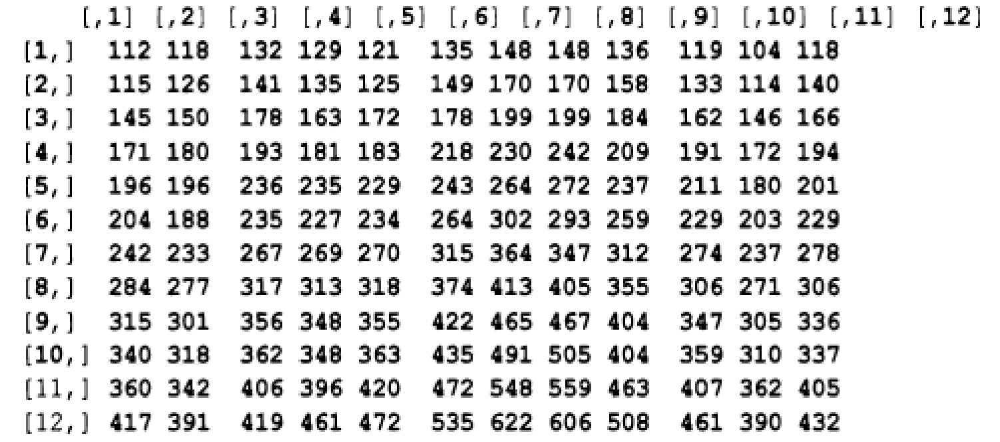 [,1] [,2] [,3] [,4] [,5] [,6] [,7] [,8] [,9] [,10] [,11] [,12]
[1,] 112 118 132 129 121 135 148 148 136 119 104 118
[2,] 115 126 141 135 125 149 170 170 158 133 114 140
[3,] 145 150 178 163 172 178 199 199 184 162 146 166
[4,] 171 180 193 181 183 218 230 242 209 191 172 194
[5,] 196 196 236 235 229 243 264 272 237 211 180 201
[6,] 204 188 235 227 234 264 302 293 259 229 203 229
[7,] 242 233 267 269 270 315 364 347 312 274 237 278
[8,] 284 277 317 313 318 374 413 405 355 306 271 306
[9,] 315 301 356 348 355 422 465 467 404 347 305 336
[10,] 340 318 362 348 363 435 491 505 404 359 310 337
[11,] 360 342 406 396 420 472 548 559 463 407 362 405
[12,] 417 391 419 461 472 535 622 606 508 461 390 432